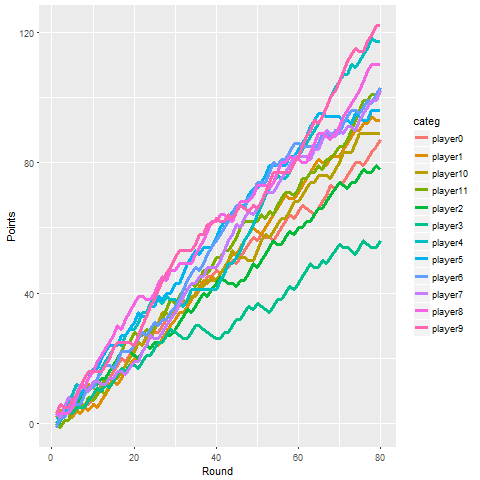 120
80
40
0
Points
0
20
40
60
80
Round
categ
player0
player1
player10
player11
player2
player3
player4
player5
player6
player7
player8
player9